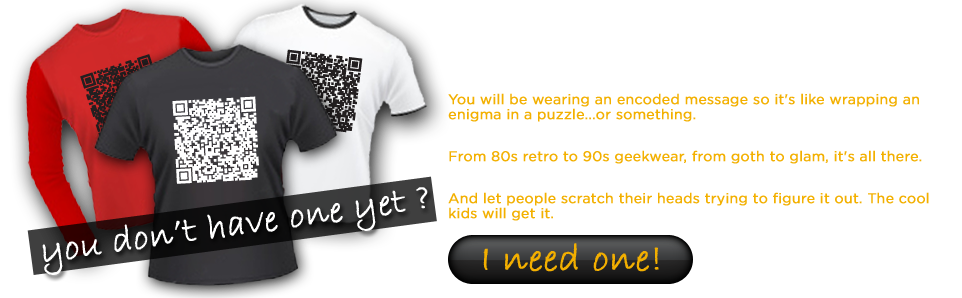 you don't have one yet ?
You will be wearing an encoded message so it's like wrapping an
enigma in a puzzle...or something.
From 80s retro to 90s geekwear, from goth to glam, it's all there.
And let people scratch their heads trying to figure it out. The cool
kids will get it.
I need one!